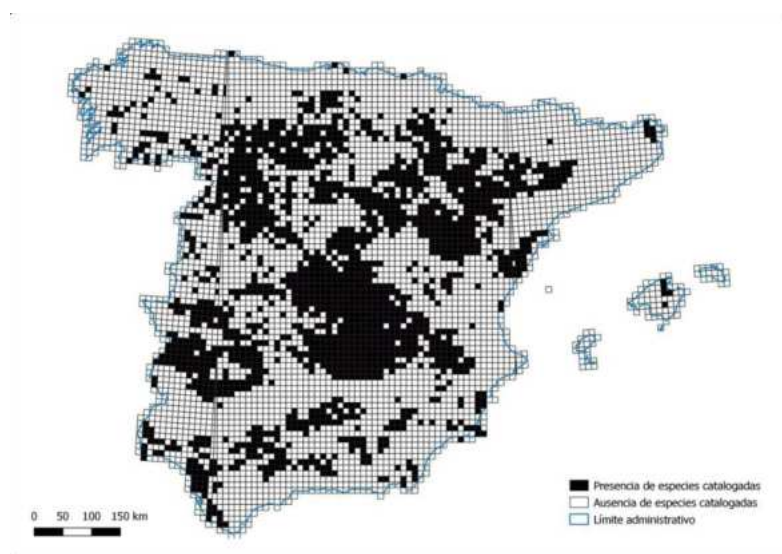 Presencia de especies catalogadas
Ausencia de especies catalogadas
Límite administrativo
0 50 100 150 km